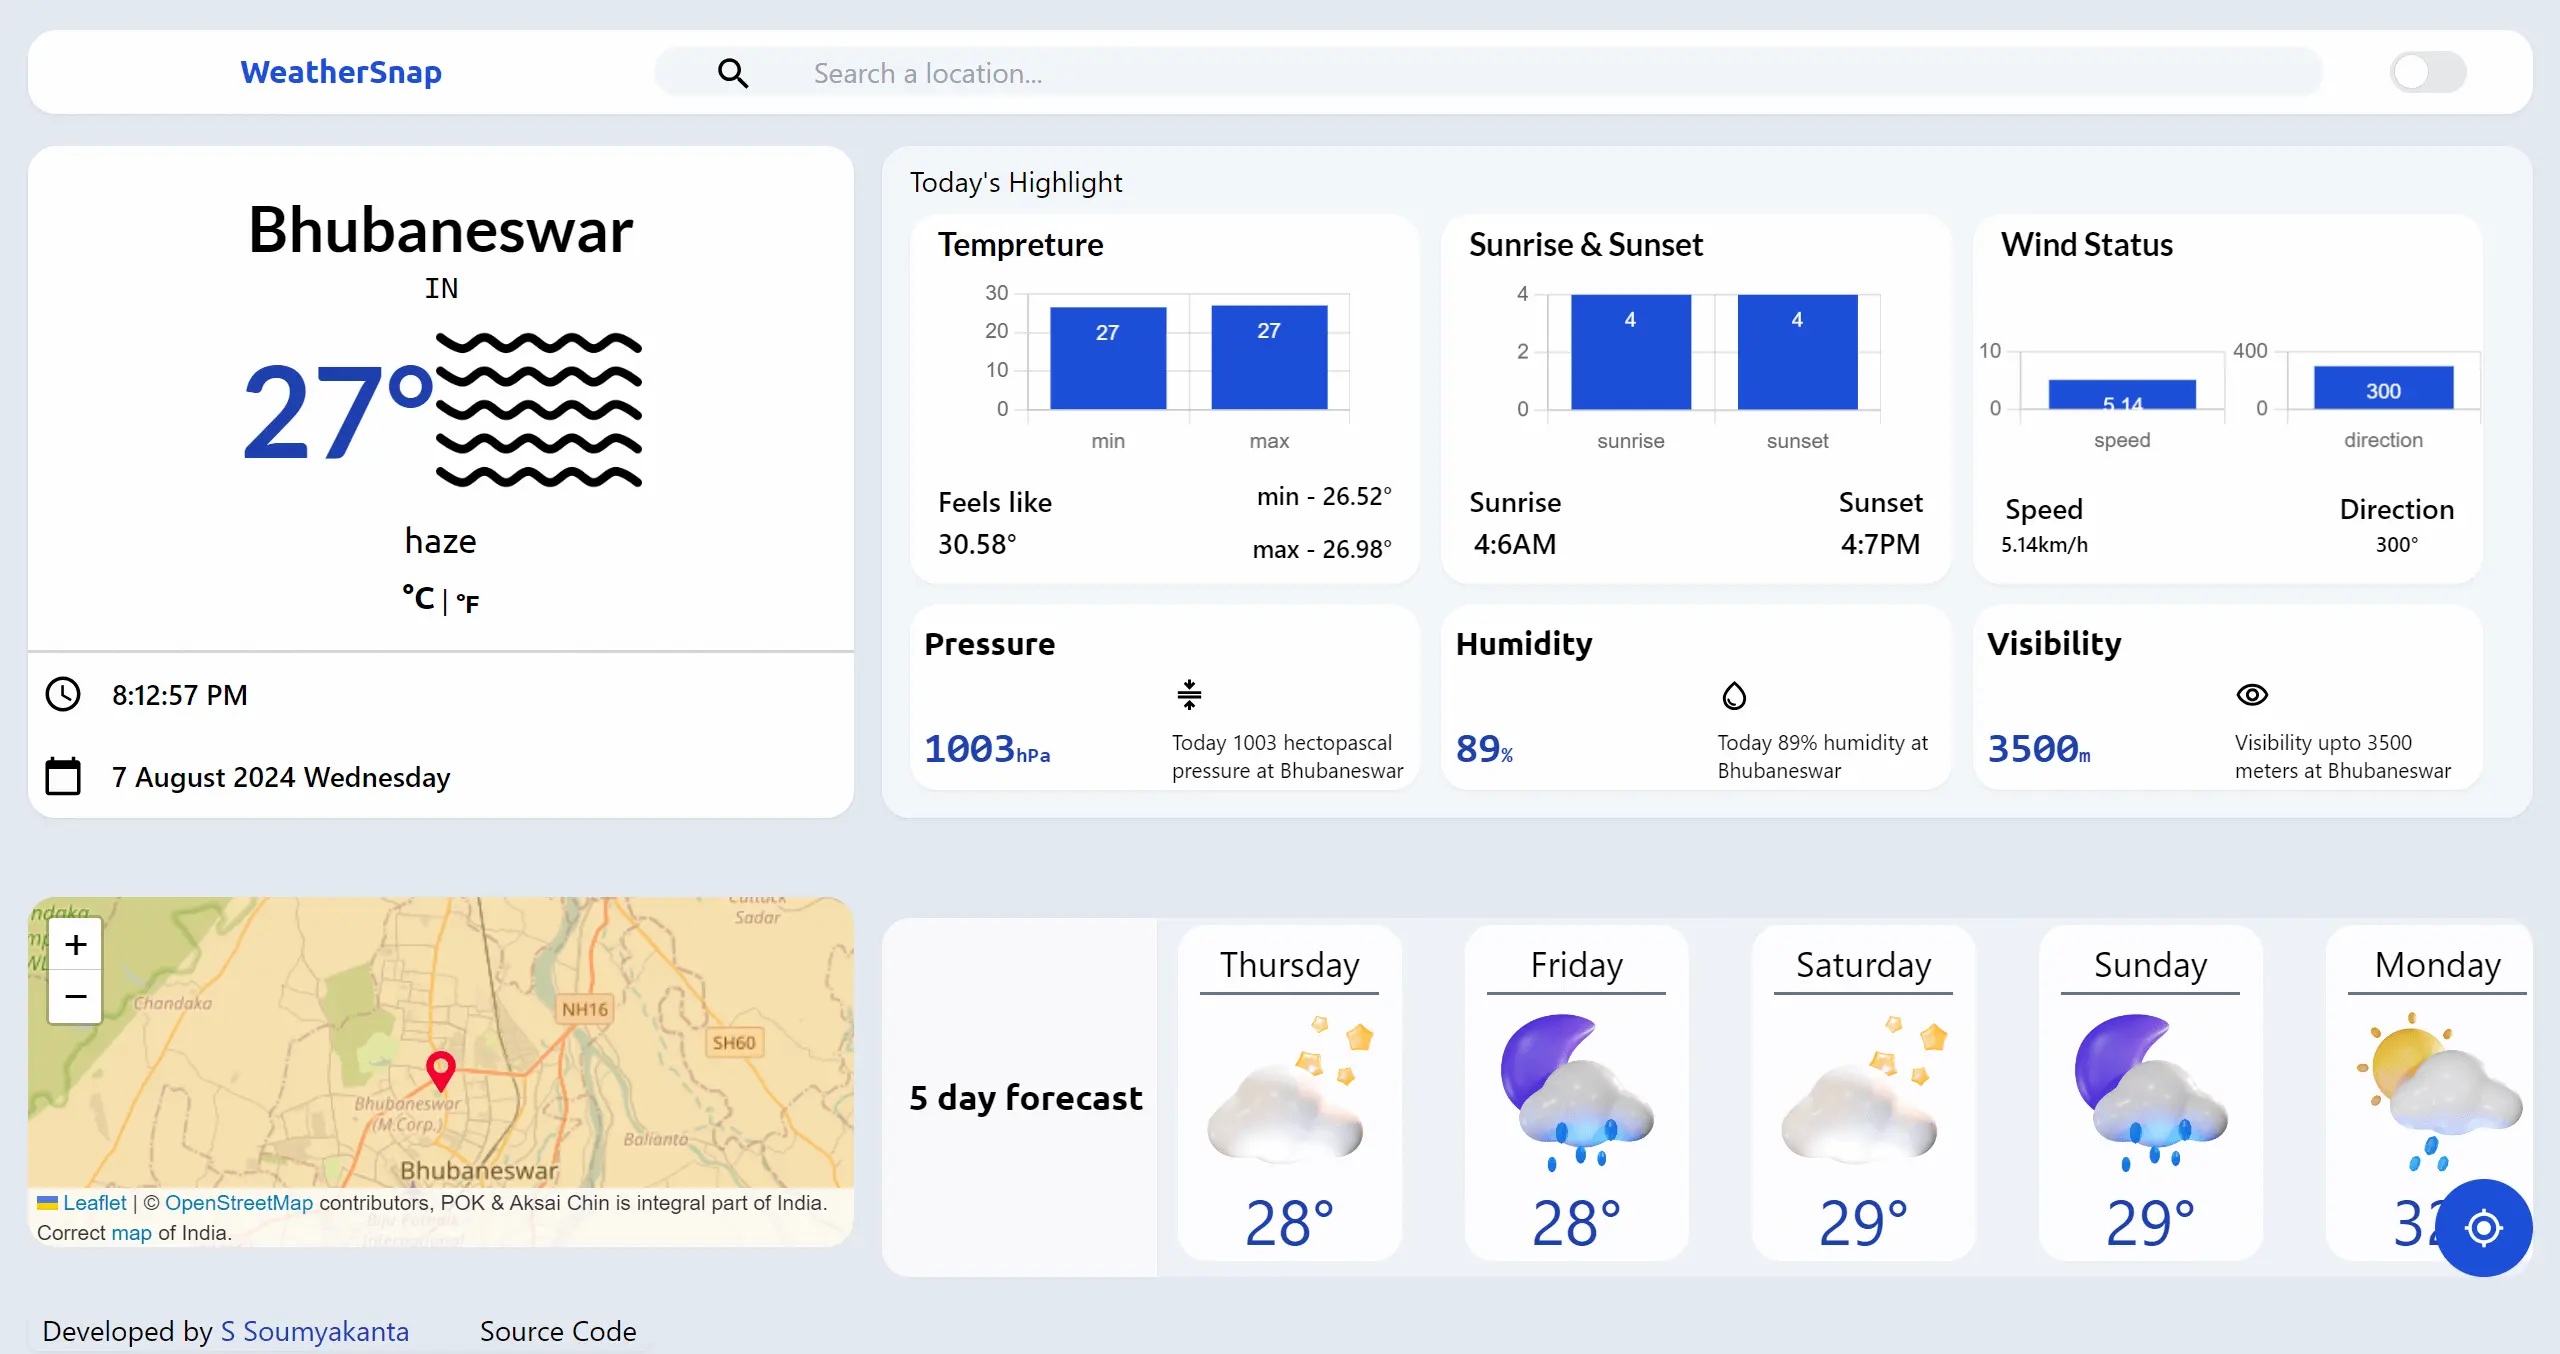 WeatherSnap
Search a location...
Bhubaneswar
IN
27°
haze
°C | °F
8:12:57 PM
7 August 2024 Wednesday
Today's Highlight
Tempreture
30
20
10
0
27
27
min
max
Feels like
30.58°
min - 26.52°
max - 26.98°
Sunrise & Sunset
4
2
0
4
4
sunrise
sunset
Sunrise
4:6AM
Sunset
4:7PM
Wind Status
10
0
5.14
speed
400
0
300
direction
Speed
5.14km/h
Direction
300°
Pressure
1003hPa
Today 1003 hectopascal
pressure at Bhubaneswar
Humidity
89%
Today 89% humidity at
Bhubaneswar
Visibility
3500m
Visibility upto 3500
meters at Bhubaneswar
+
−
ndaka
Sadar
Chandaka
NH16
SH60
Bhubaneswar
(M.Corp.)
Balianta
Bhubaneswar
Leaflet | © OpenStreetMap contributors, POK & Aksai Chin is integral part of India.
Correct map of India.
5 day forecast
Thursday
28°
Friday
28°
Saturday
29°
Sunday
29°
Monday
Developed by S Soumyakanta
Source Code